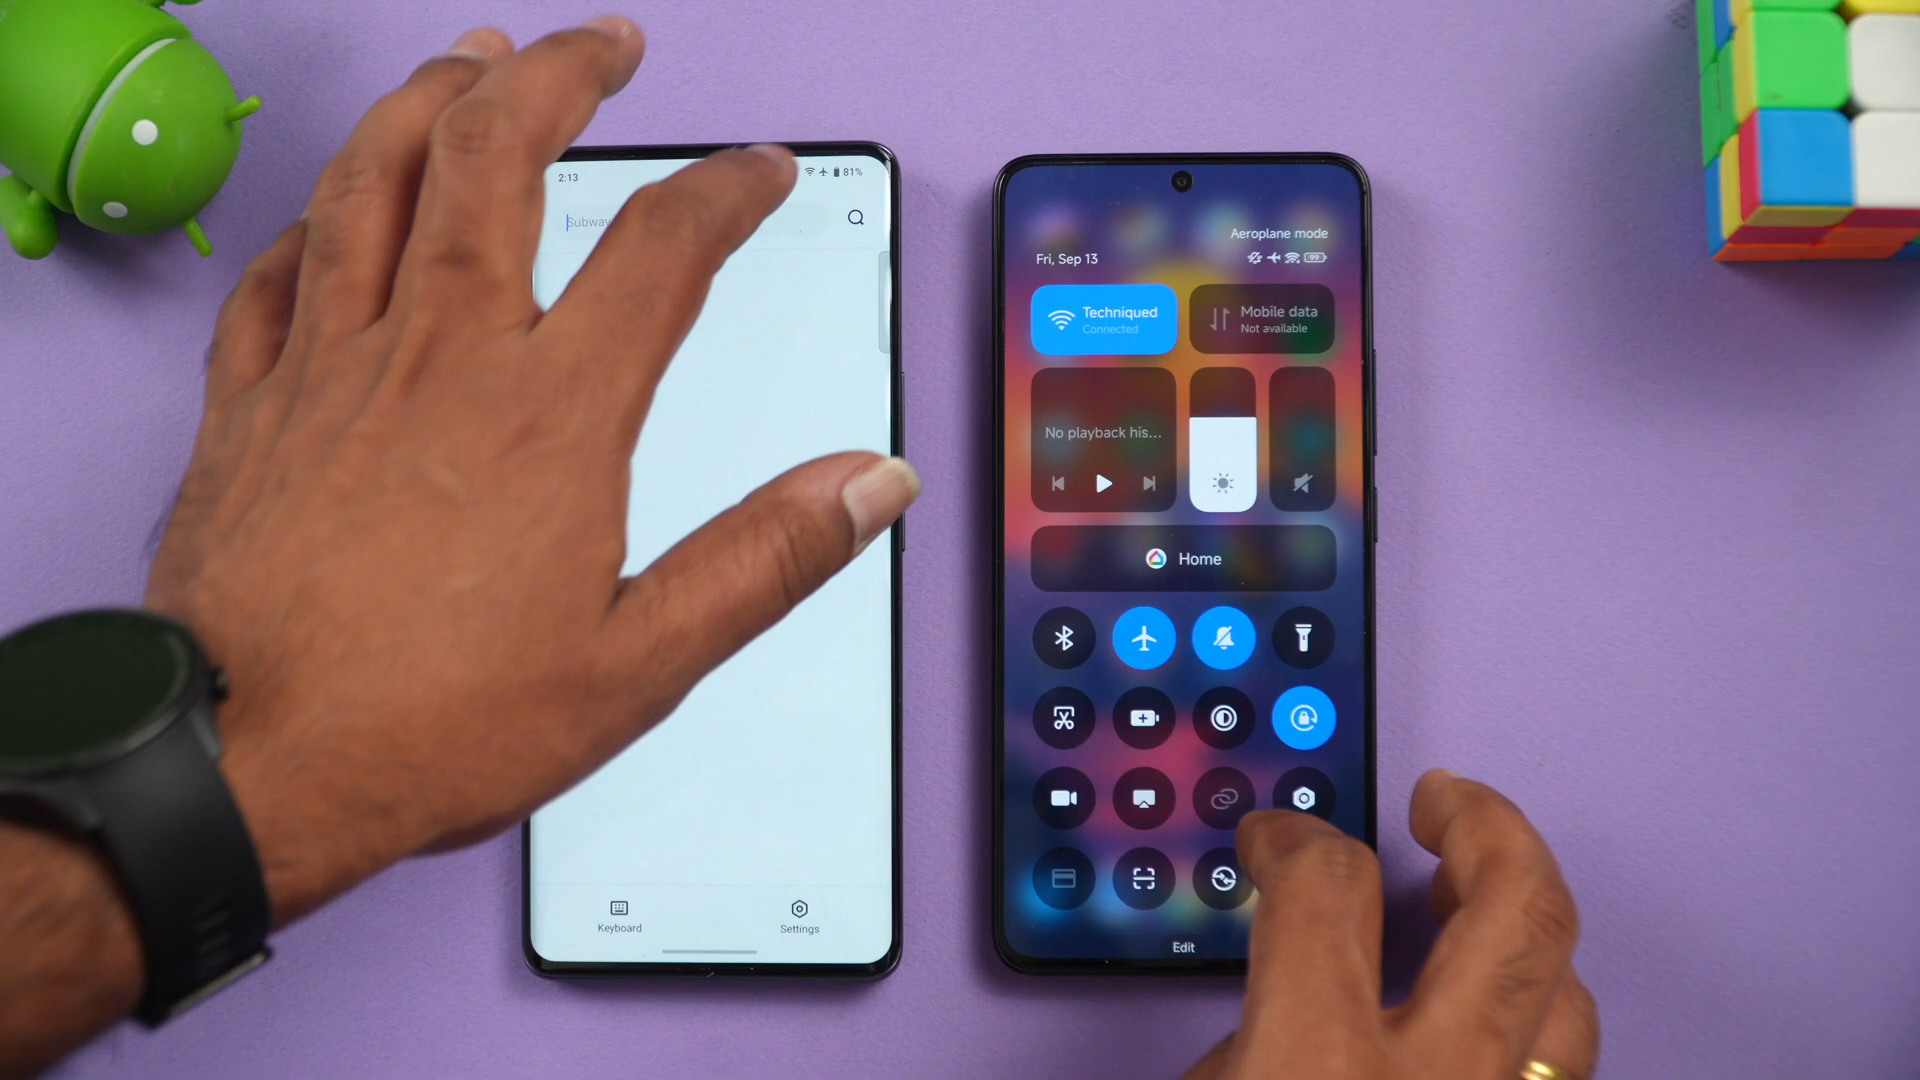 2:13
81%
Subway
Keyboard
Settings
Aeroplane mode
Fri, Sep 13
99
Techniqued
Connected
Mobile data
Not available
No playback his...
Home
Edit